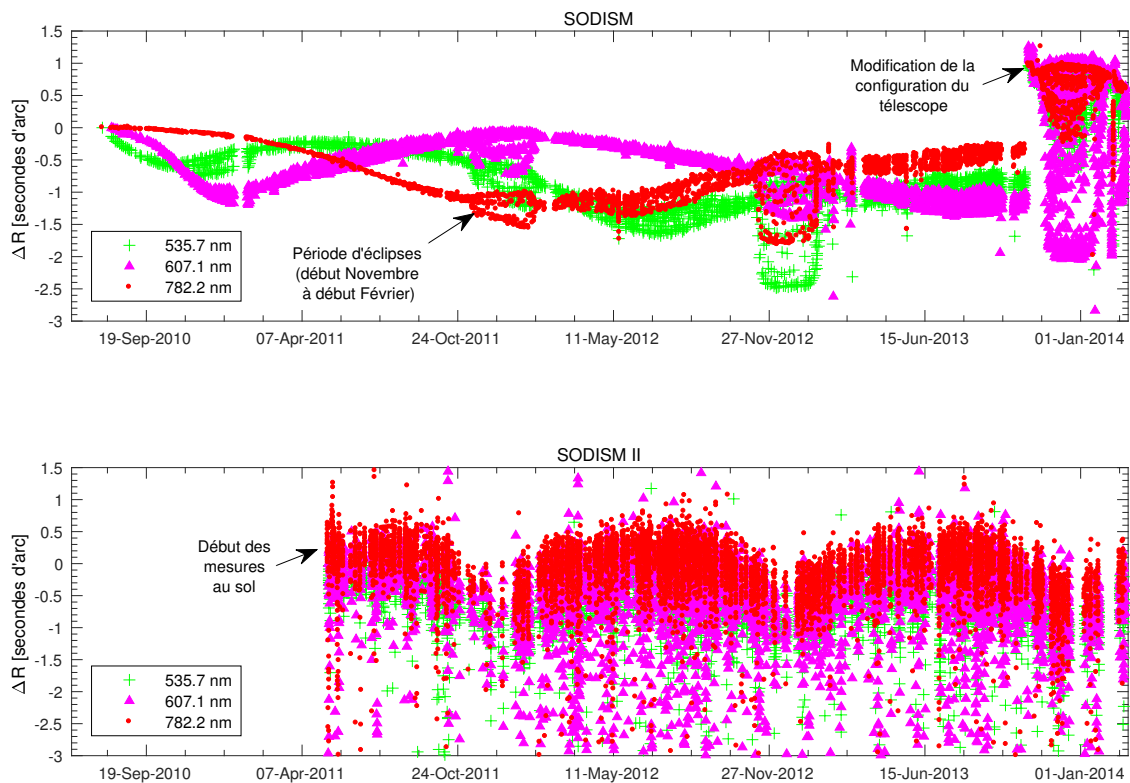 SODISM
1.5
1
0.5
0
-0.5
-1
-1.5
-2
-2.5
-3
Δ R [secondes d'arc]
Modification de la
configuration du
télescope
Période d'éclipses
(début Novembre
à début Février)
535.7 nm
607.1 nm
782.2 nm
19-Sep-2010 07-Apr-2011 24-Oct-2011 11-May-2012 27-Nov-2012 15-Jun-2013 01-Jan-2014
SODISM II
1.5
1
0.5
0
-0.5
-1
-1.5
-2
-2.5
-3
Δ R [secondes d'arc]
Début des
mesures
au sol
535.7 nm
607.1 nm
782.2 nm
19-Sep-2010 07-Apr-2011 24-Oct-2011 11-May-2012 27-Nov-2012 15-Jun-2013 01-Jan-2014